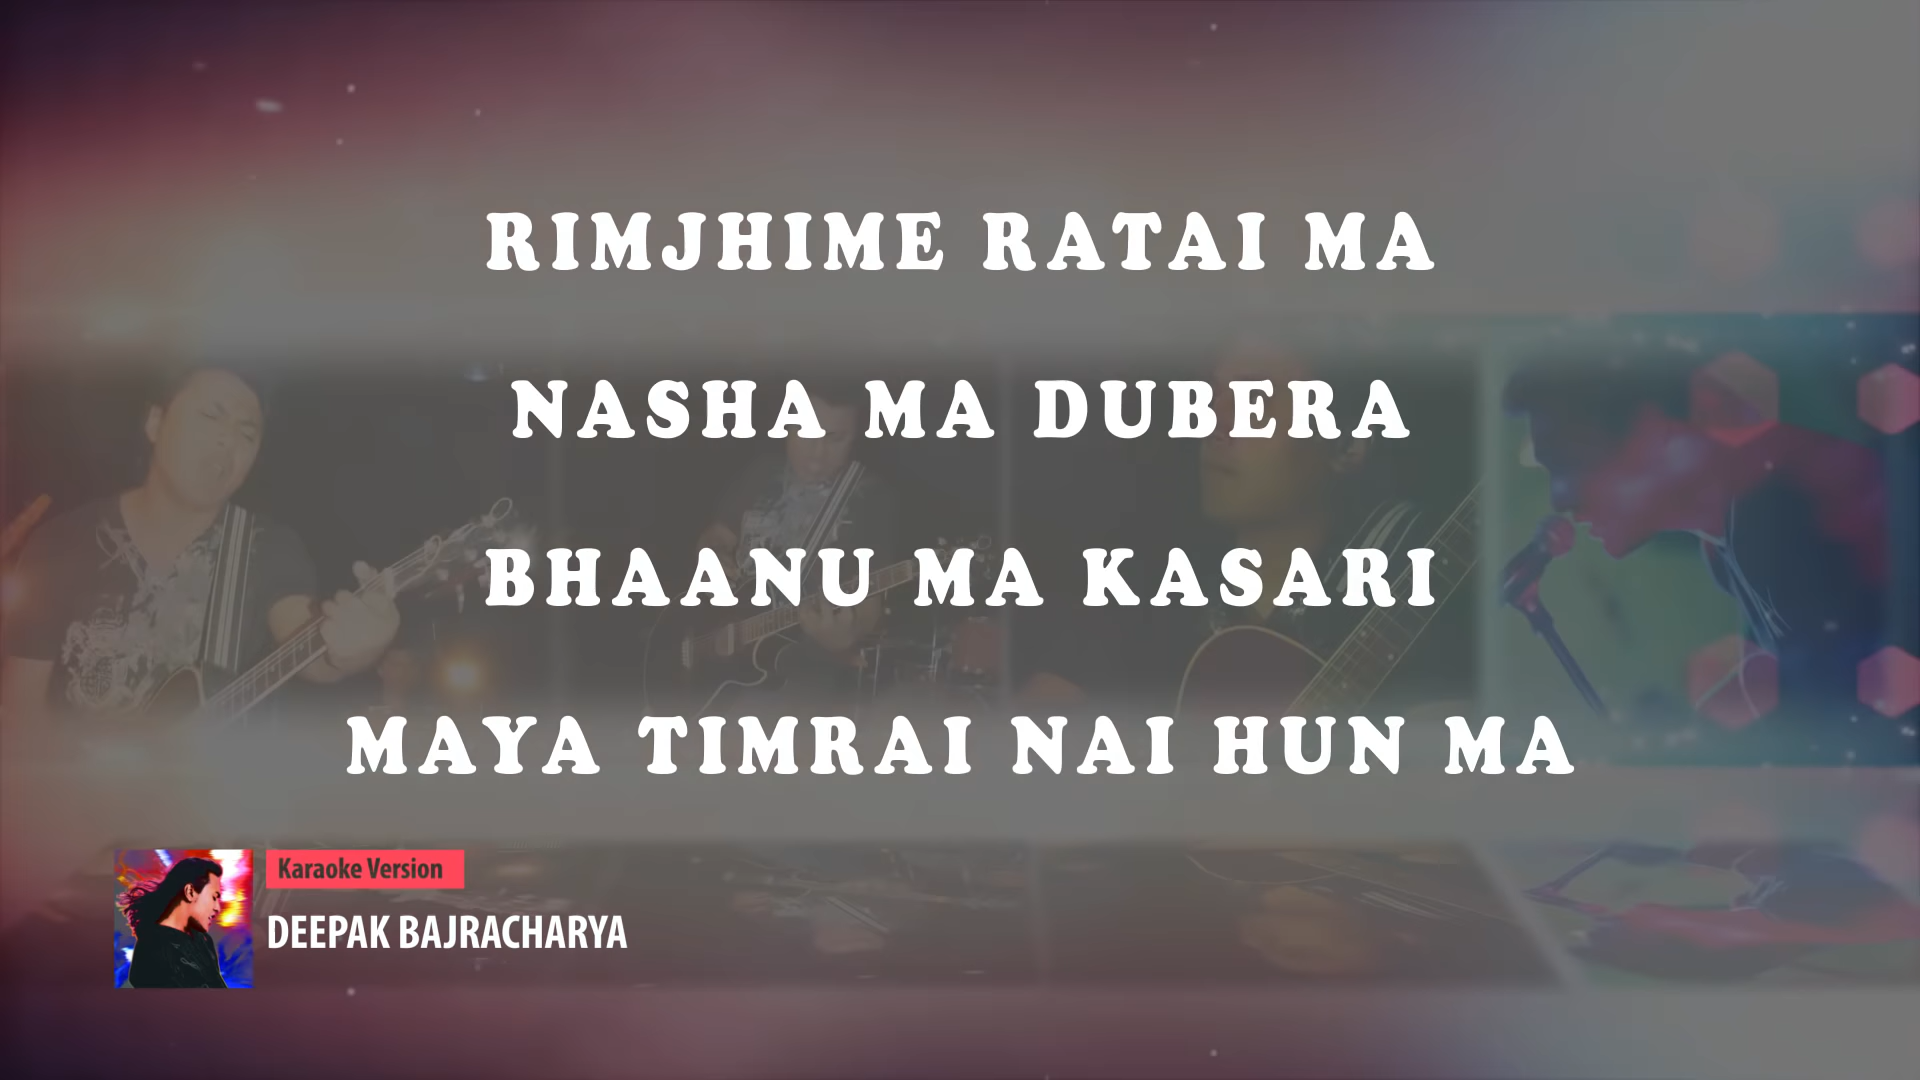 RIMJHIME RATAI MA
NASHA MA DUBERA
BHAANU MA KASARI
MAYA TIMRAI NAI HUN MA
Karaoke Version
DEEPAK BAJRACHARYA